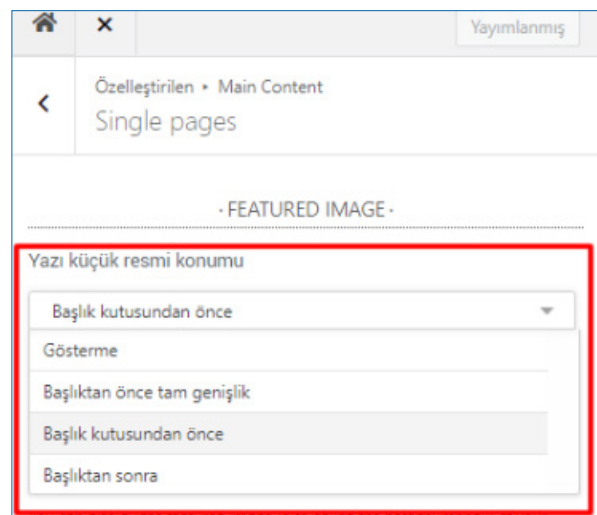 Yayımlanmış
Özelleştirilen ▸ Main Content
Single pages
· FEATURED IMAGE ·
Yazı küçük resmi konumu
Başlık kutusundan önce
Gösterme
Başlıktan önce tam genişlik
Başlık kutusundan önce
Başlıktan sonra